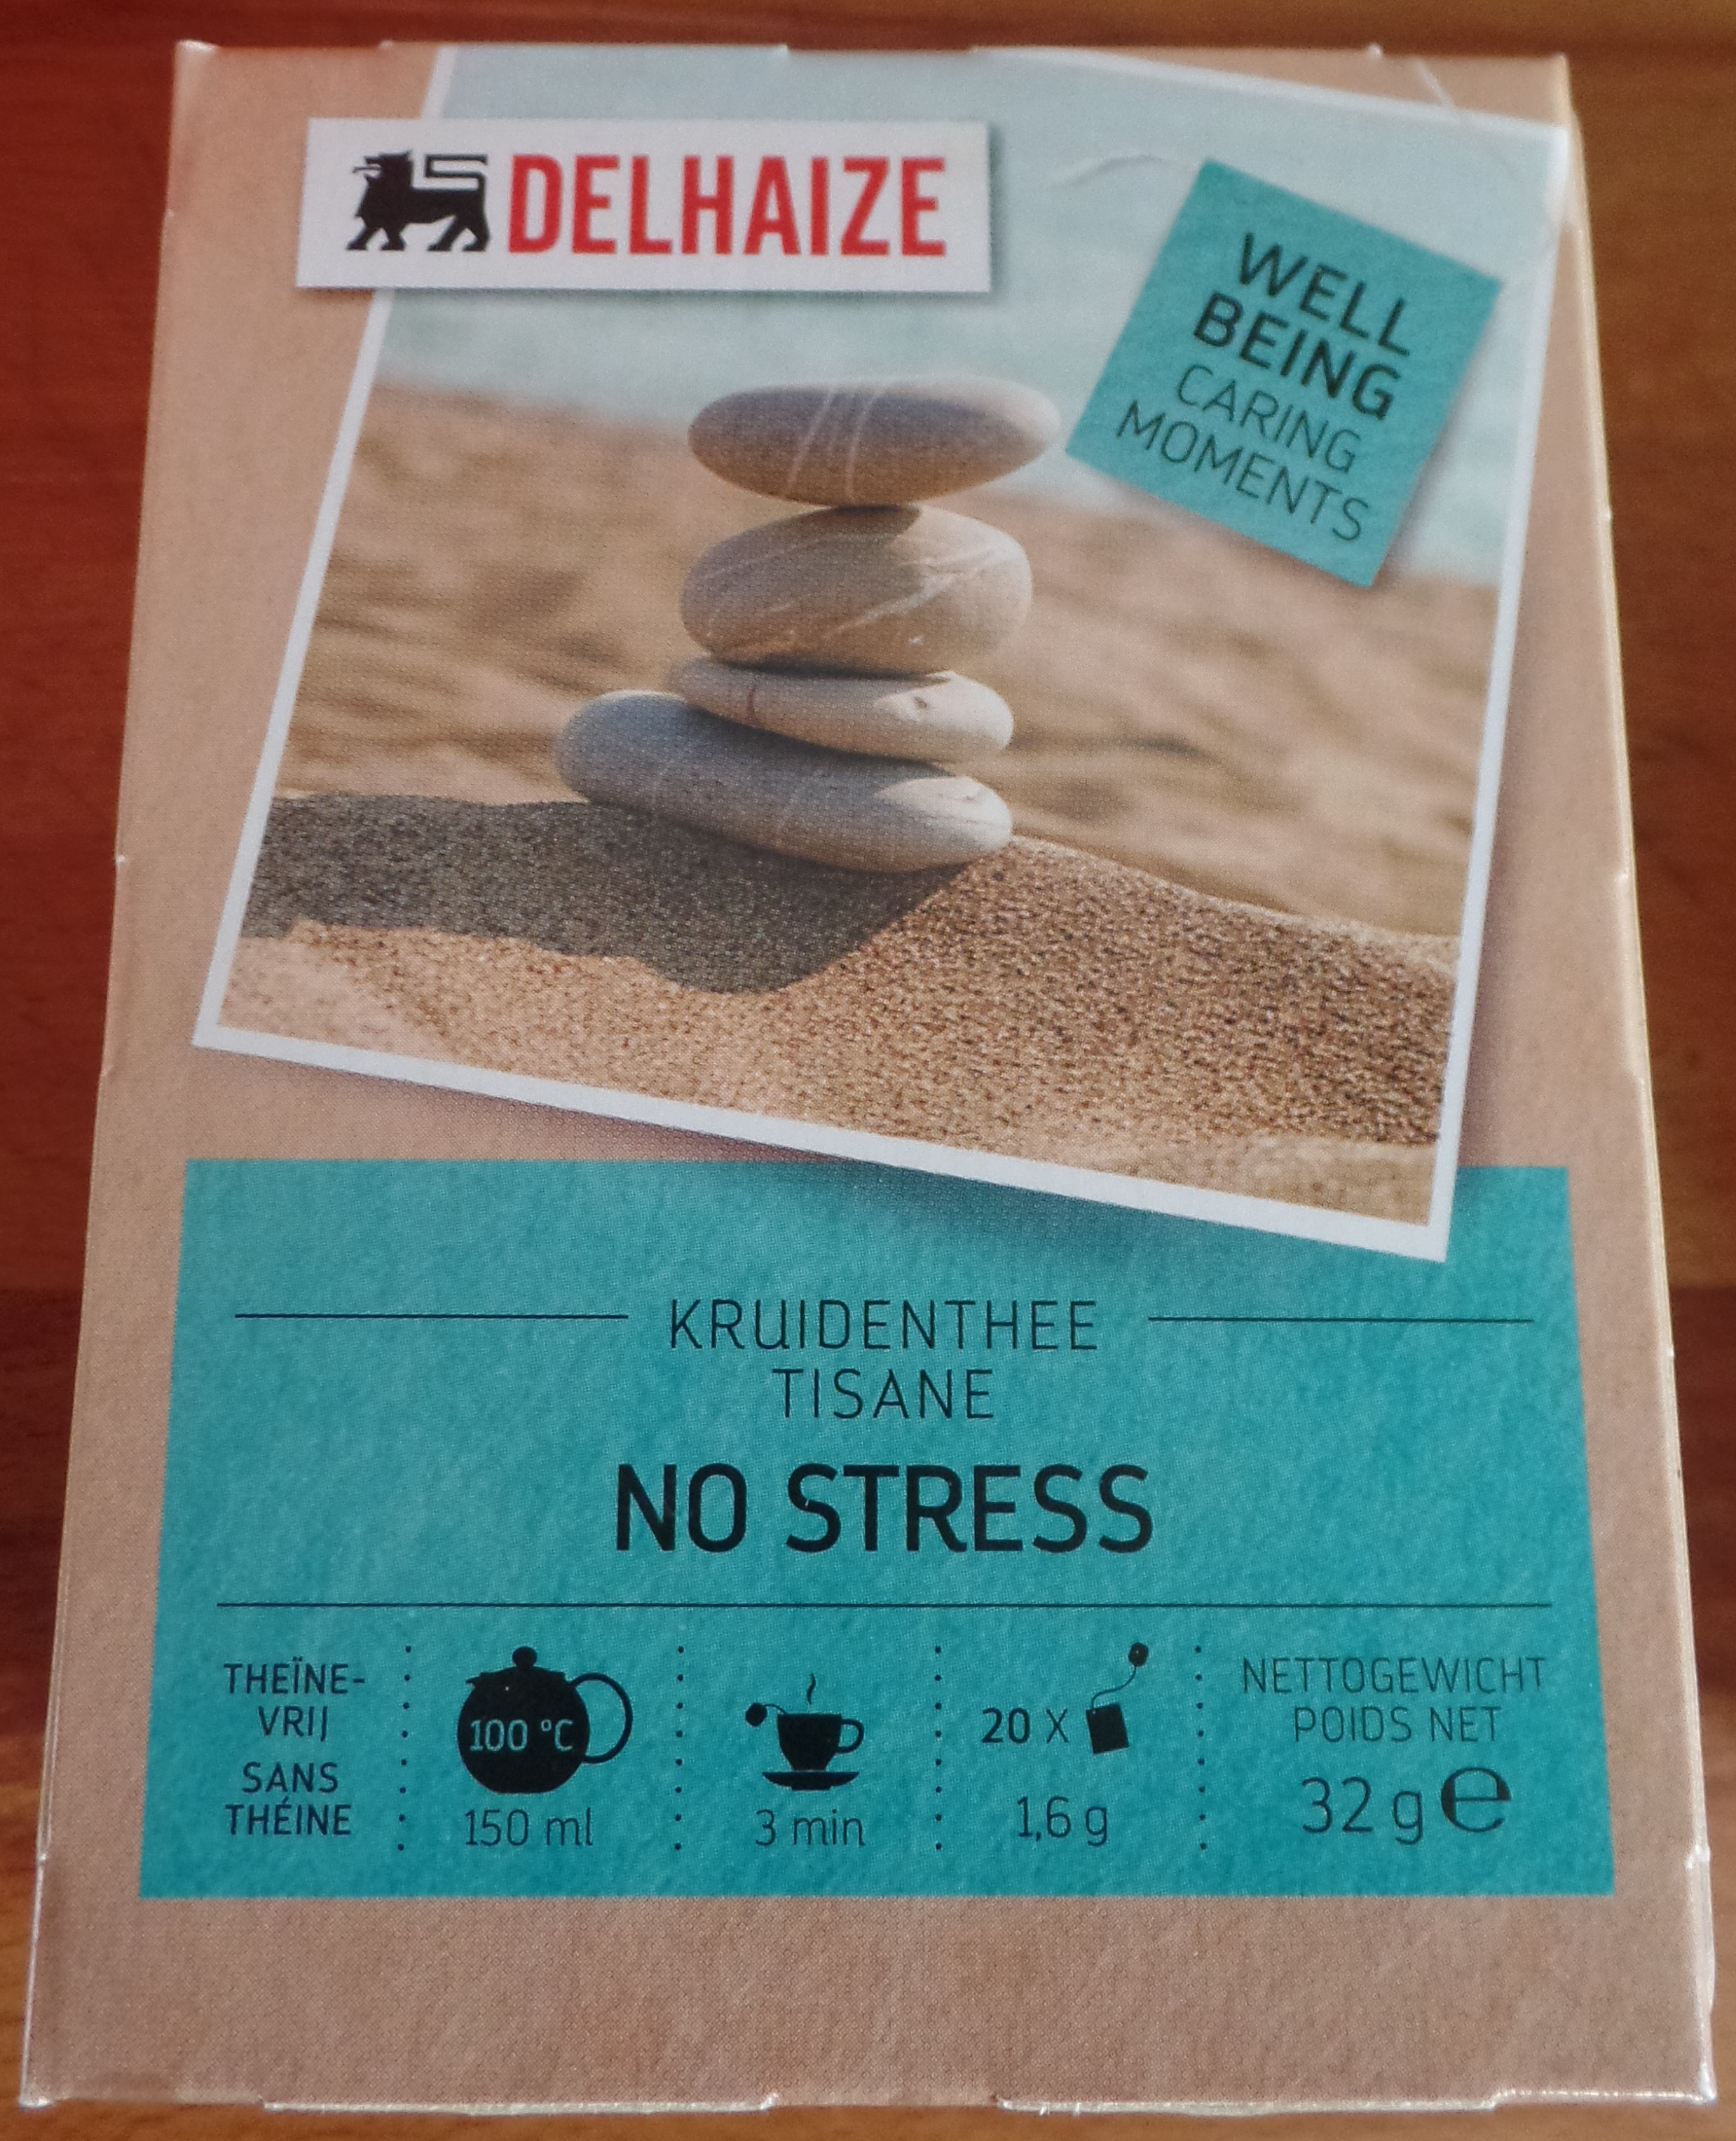 DELHAIZE
WELL
BEING
CARING
MOMENTS
KRUIDENTHEE
TISANE
NO STRESS
THEÏNE-
VRIJ
SANS
THÉINE
100 °C
150 ml
3 min
20 X
1,6 g
NETTOGEWICHT
POIDS NET
32 g e